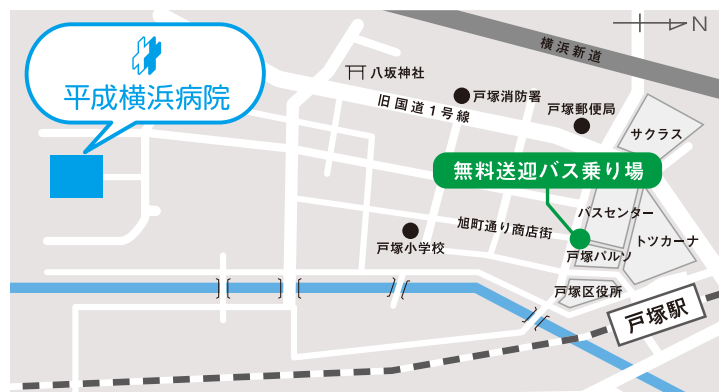 N
横浜新道
平成横浜病院
八坂神社
戸塚消防署
旧国道1号線
戸塚郵便局
サクラス
無料送迎バス乗り場
バスセンター
旭町通り商店街
トツカーナ
戸塚小学校
戸塚パルソ
戸塚区役所
戸塚駅